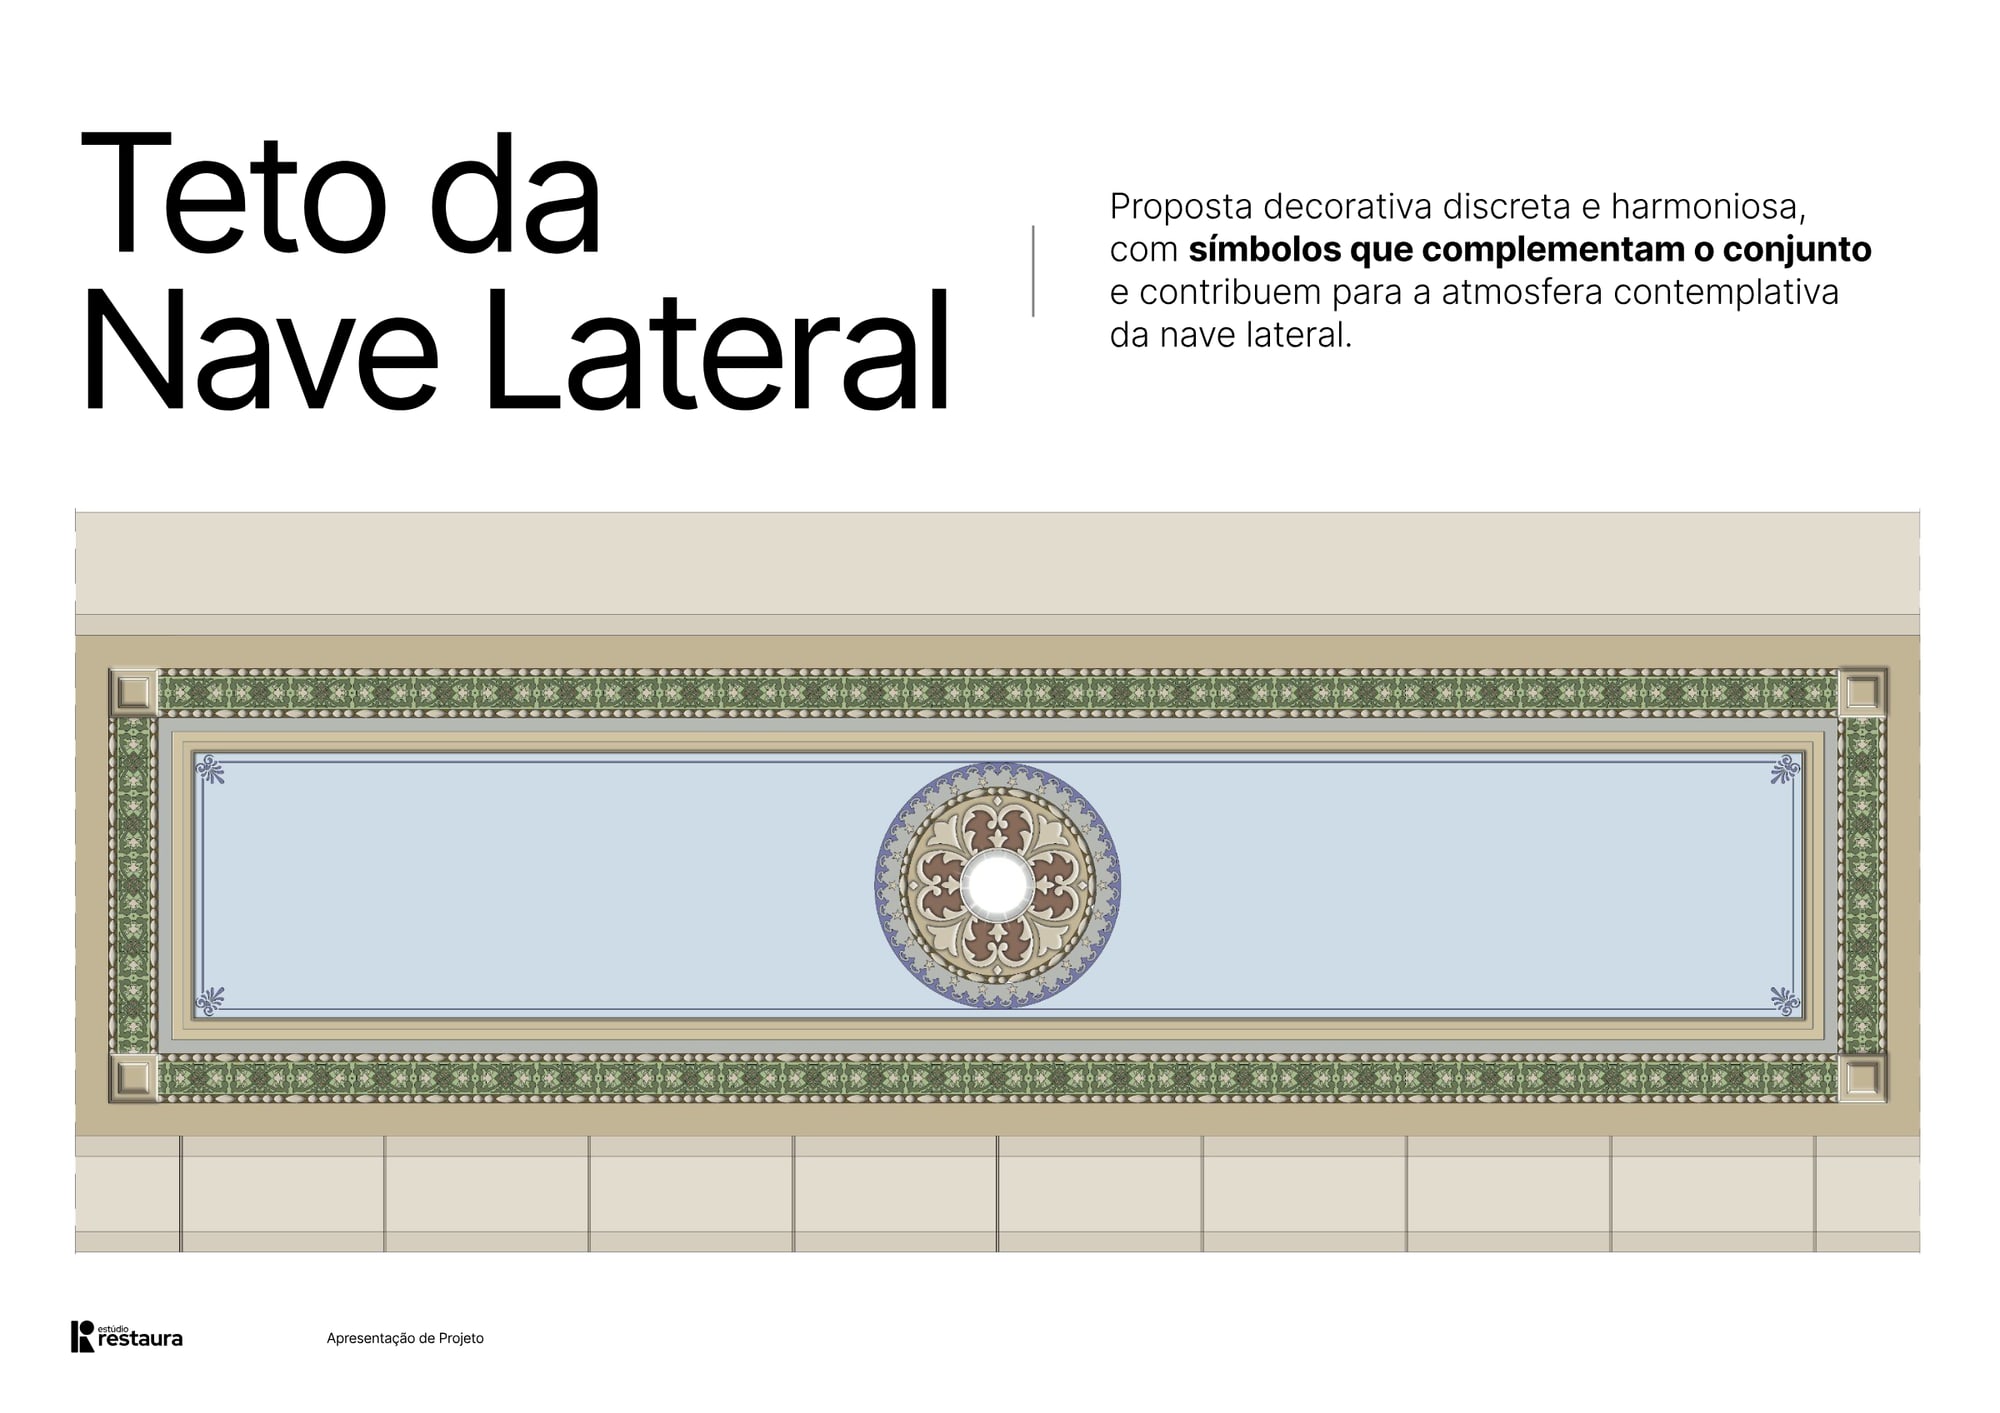 Teto da
Nave Lateral
Proposta decorativa discreta e harmoniosa,
com símbolos que complementam o conjunto
e contribuem para a atmosfera contemplativa
da nave lateral.
estúdio
restaura
Apresentação de Projeto